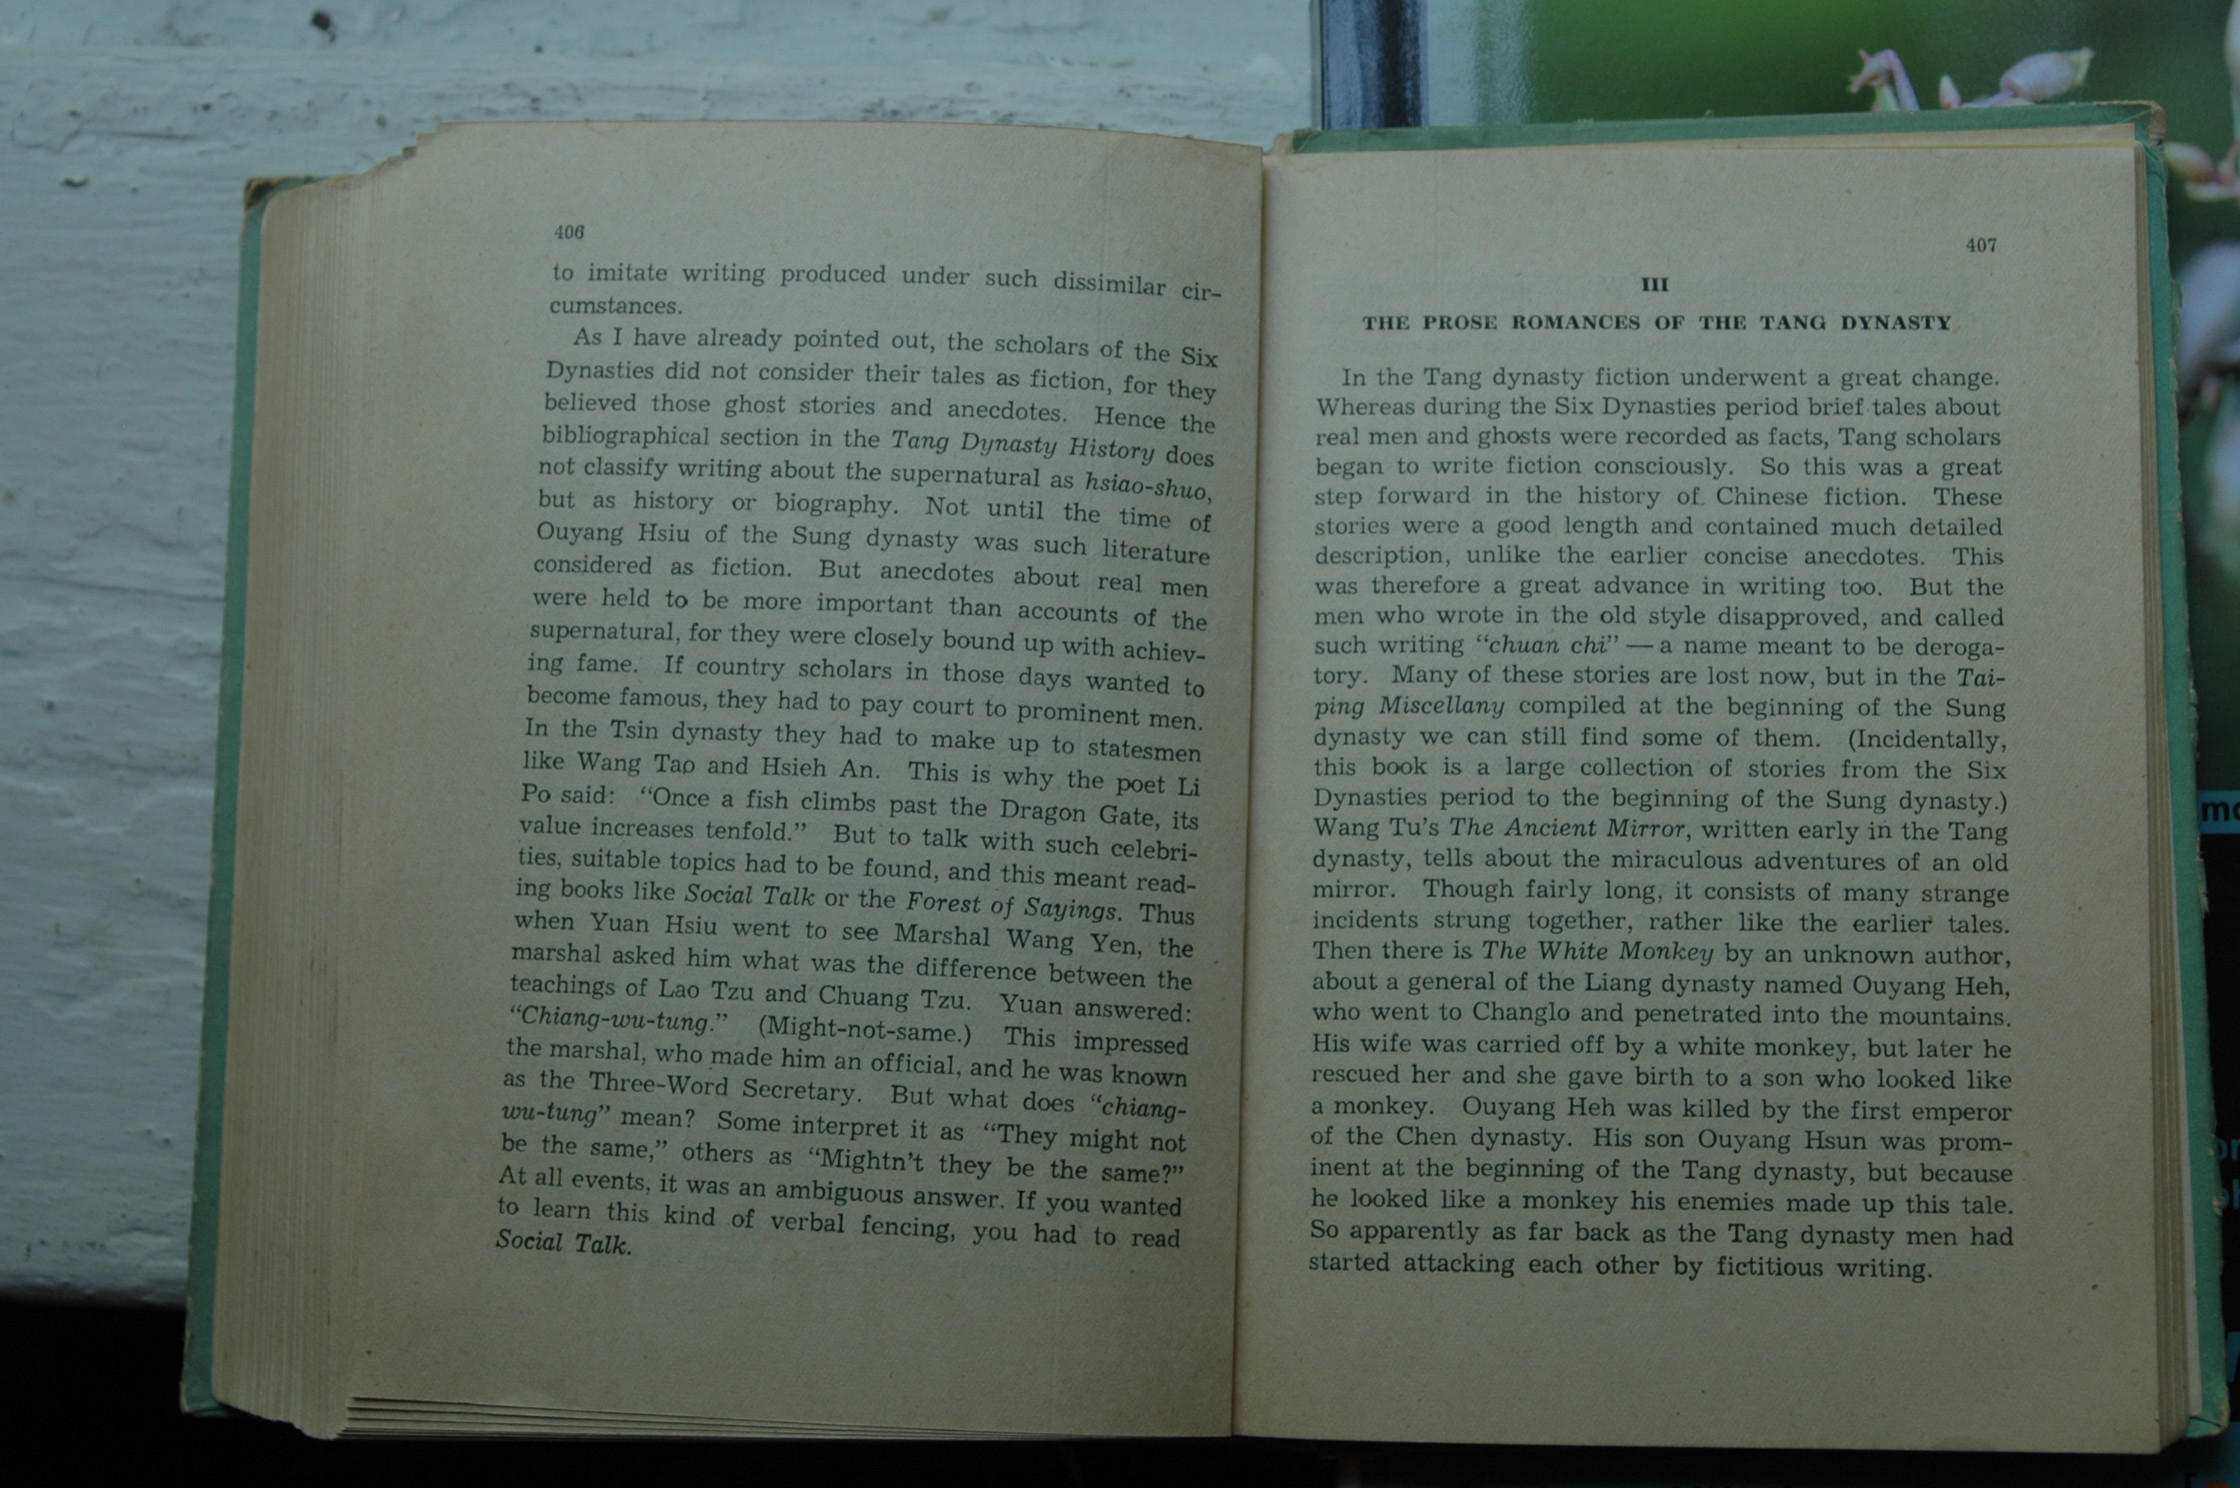 406
to imitate writing produced under such dissimilar cir-
cumstances.
As I have already pointed out, the scholars of the Six
Dynasties did not consider their tales as fiction, for they
believed those ghost stories and anecdotes. Hence the
bibliographical section in the Tang Dynasty History does
not classify writing about the supernatural as hsiao-shuo,
but as history or biography. Not until the time of
Ouyang Hsiu of the Sung dynasty was such literature
considered as fiction. But anecdotes about real men
were held to be more important than accounts of the
supernatural, for they were closely bound up with achiev-
ing fame. If country scholars in those days wanted to
become famous, they had to pay court to prominent men.
In the Tsin dynasty they had to make up to statesmen
like Wang Tao and Hsieh An. This is why the poet Li
Po said: “Once a fish climbs past the Dragon Gate, its
value increases tenfold.” But to talk with such celebri-
ties, suitable topics had to be found, and this meant read-
ing books like Social Talk or the Forest of Sayings. Thus
when Yuan Hsiu went to see Marshal Wang Yen, the
marshal asked him what was the difference between the
teachings of Lao Tzu and Chuang Tzu. Yuan answered:
“Chiang-wu-tung.” (Might-not-same.) This impressed
the marshal, who made him an official, and he was known
as the Three-Word Secretary. But what does “chiang-
wu-tung” mean? Some interpret it as “They might not
be the same,” others as “Mightn’t they be the same?”
At all events, it was an ambiguous answer. If you wanted
to learn this kind of verbal fencing, you had to read
Social Talk.
407
III
THE PROSE ROMANCES OF THE TANG DYNASTY
In the Tang dynasty fiction underwent a great change.
Whereas during the Six Dynasties period brief tales about
real men and ghosts were recorded as facts, Tang scholars
began to write fiction consciously. So this was a great
step forward in the history of Chinese fiction. These
stories were a good length and contained much detailed
description, unlike the earlier concise anecdotes. This
was therefore a great advance in writing too. But the
men who wrote in the old style disapproved, and called
such writing “chuan chi” — a name meant to be deroga-
tory. Many of these stories are lost now, but in the Tai-
ping Miscellany compiled at the beginning of the Sung
dynasty we can still find some of them. (Incidentally,
this book is a large collection of stories from the Six
Dynasties period to the beginning of the Sung dynasty.)
Wang Tu’s The Ancient Mirror, written early in the Tang
dynasty, tells about the miraculous adventures of an old
mirror. Though fairly long, it consists of many strange
incidents strung together, rather like the earlier tales.
Then there is The White Monkey by an unknown author,
about a general of the Liang dynasty named Ouyang Heh,
who went to Changlo and penetrated into the mountains.
His wife was carried off by a white monkey, but later he
rescued her and she gave birth to a son who looked like
a monkey. Ouyang Heh was killed by the first emperor
of the Chen dynasty. His son Ouyang Hsun was prom-
inent at the beginning of the Tang dynasty, but because
he looked like a monkey his enemies made up this tale.
So apparently as far back as the Tang dynasty men had
started attacking each other by fictitious writing.